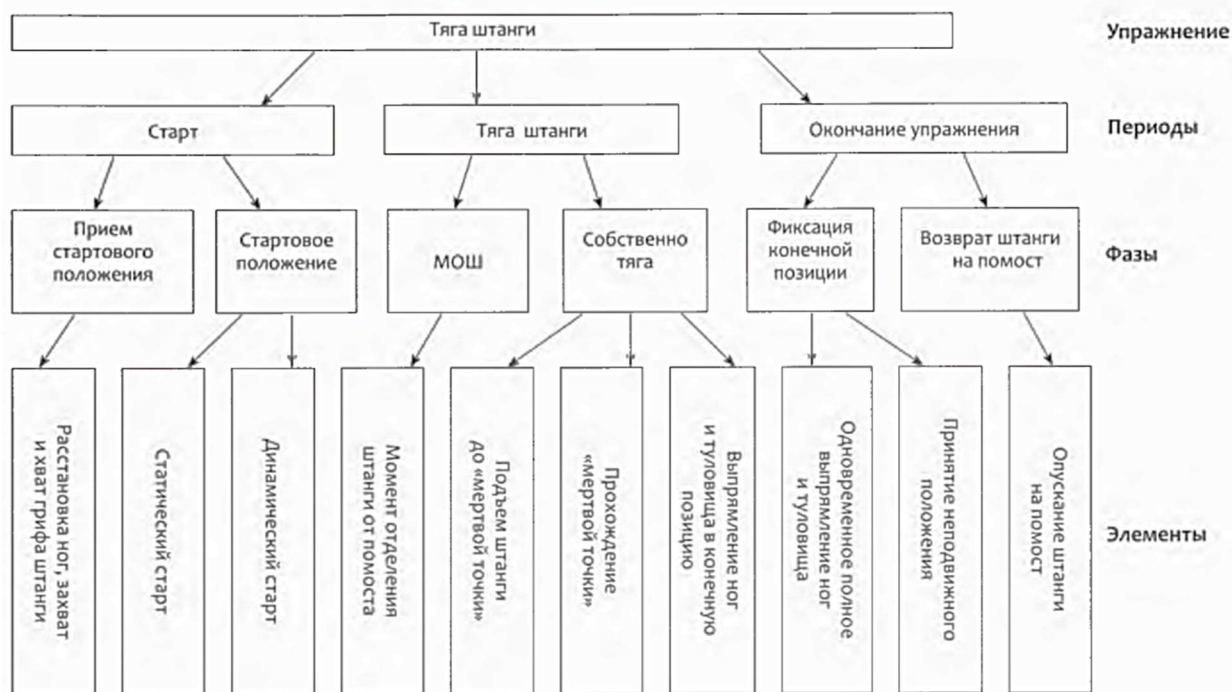 Тяга штанги
Упражнение
Старт
Тяга штанги
Окончание упражнения
Периоды
Прием
стартового
положения
Стартовое
положение
МОШ
Собственно
тяга
Фиксация
конечной
позиции
Возврат штанги
на помост
Фазы
Расстановка ног, захват
и хват грифа штанги
Статический старт
Динамический старт
Момент отделения
штанги от помоста
Подъем штанги
до «мертвой точки»
Прохождение
«мертвой точки»
Выпрямление ног
и туловища в конечную
позицию
Одновременное полное
выпрямление ног
и туловища
Принятие неподвижного
положения
Опускание штанги
на помост
Элементы